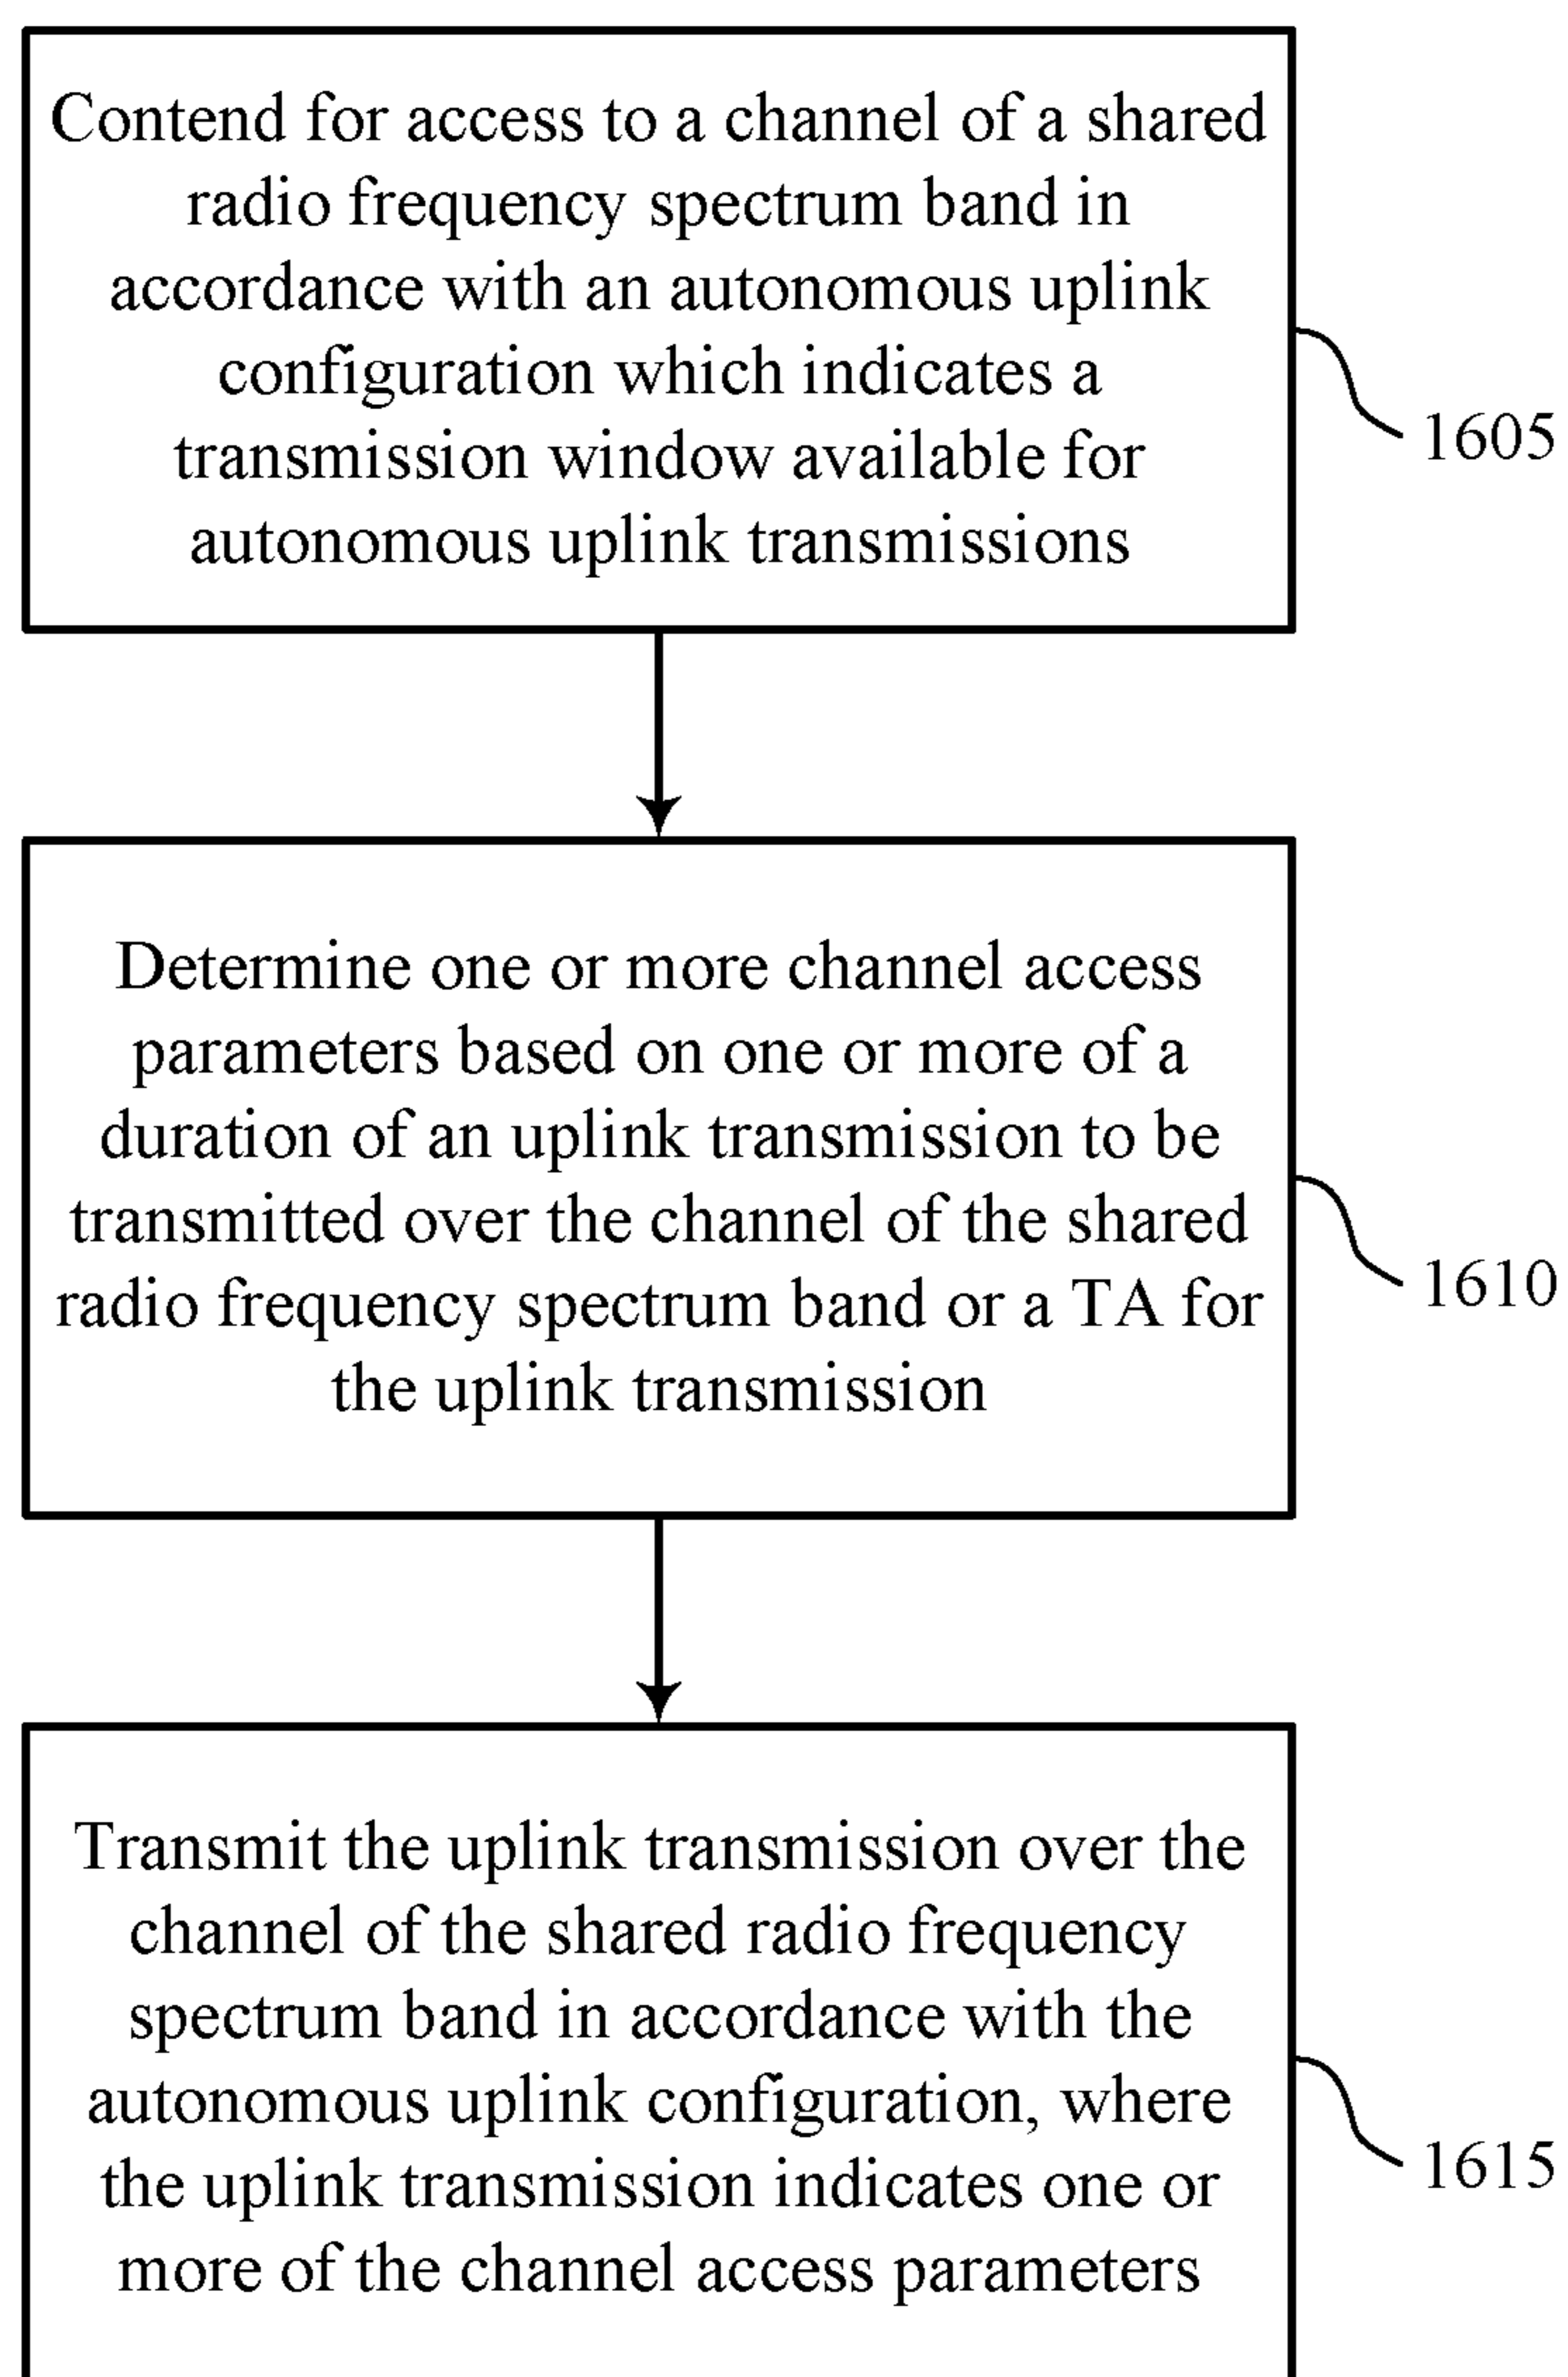 Contend for access to a channel of a shared
radio frequency spectrum band in
accordance with an autonomous uplink
configuration which indicates a
transmission window available for
autonomous uplink transmissions
1605
Determine one or more channel access
parameters based on one or more of a
duration of an uplink transmission to be
transmitted over the channel of the shared
radio frequency spectrum band or a TA for
the uplink transmission
1610
Transmit the uplink transmission over the
channel of the shared radio frequency
spectrum band in accordance with the
autonomous uplink configuration, where
the uplink transmission indicates one or
more of the channel access parameters
1615